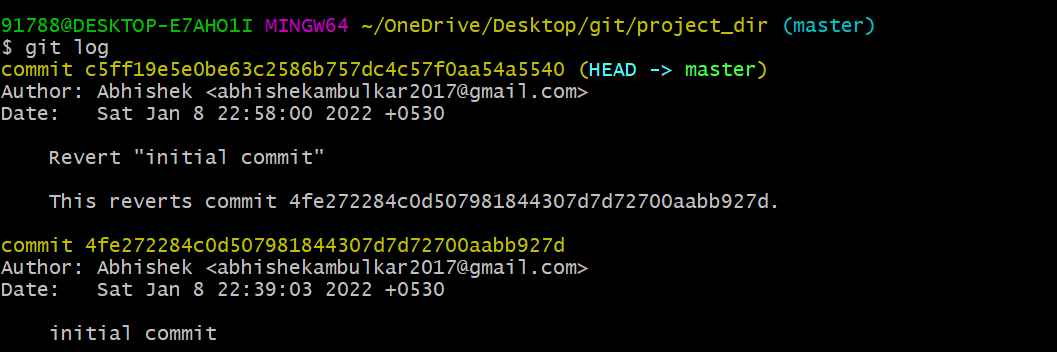 91788@DESKTOP-E7AHO1I MINGW64 ~/OneDrive/Desktop/git/project_dir (master)
$ git log
commit c5ff19e5e0be63c2586b757dc4c57f0aa54a5540 (HEAD -> master)
Author: Abhishek <abhishekambulkar2017@gmail.com>
Date:   Sat Jan 8 22:58:00 2022 +0530
    Revert "initial commit"
    This reverts commit 4fe272284c0d507981844307d7d72700aabb927d.
commit 4fe272284c0d507981844307d7d72700aabb927d
Author: Abhishek <abhishekambulkar2017@gmail.com>
Date:   Sat Jan 8 22:39:03 2022 +0530
    initial commit